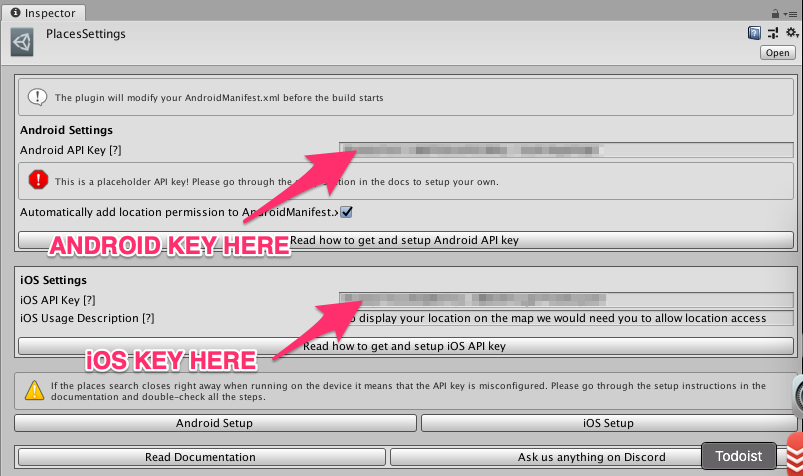 Inspector
PlacesSettings
Open
The plugin will modify your AndroidManifest.xml before the build starts
Android Settings
Android API Key [?]
This is a placeholder API key! Please go through the in the docs to setup your own.
Automatically add location permission to AndroidManifest.›
ANDROID KEY HERE
Read how to get and setup Android API key
iOS Settings
iOS API Key [?]
iOS Usage Description [?] display your location on the map we would need you to allow location access
iOS KEY HERE
Read how to get and setup iOS API key
If the places search closes right away when running on the device it means that the API key is misconfigured. Please go through the setup instructions in the
documentation and double-check all the steps.
Android Setup
iOS Setup
Read Documentation
Ask us anything on Discord
Todoist